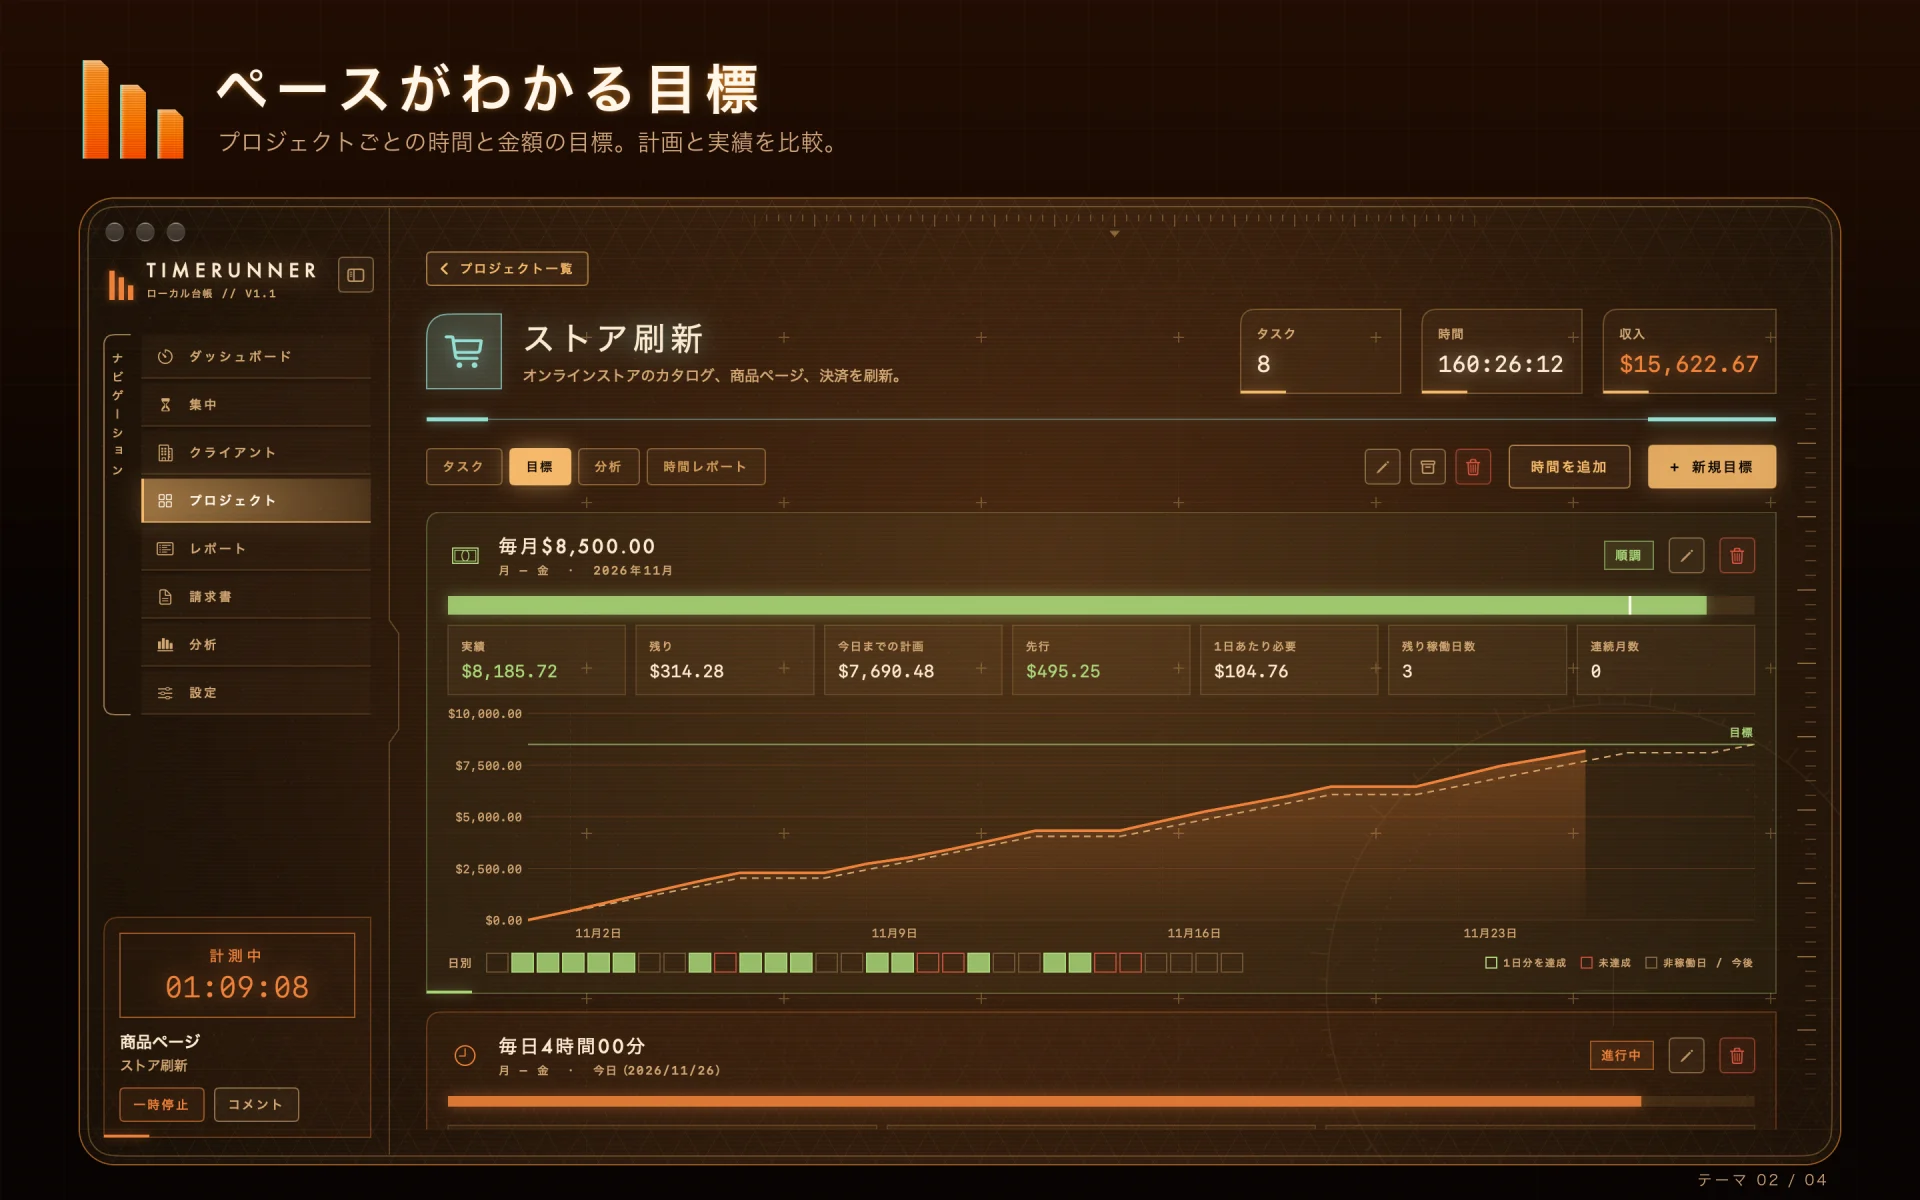 ペースがわかる目標
プロジェクトごとの時間と金額の目標。計画と実績を比較。
TIMERUNNER
ローカル台帳 // V1.1
ナビゲーション
ダッシュボード
集中
クライアント
プロジェクト
レポート
請求書
分析
設定
計測中
01:09:08
商品ページ
ストア刷新
一時停止
コメント
プロジェクト一覧
ストア刷新
オンラインストアのカタログ、商品ページ、決済を刷新。
タスク
8
時間
160:26:12
収入
$15,622.67
タスク
目標
分析
時間レポート
時間を追加
+ 新規目標
毎月$8,500.00
月 – 金 · 2026年11月
順調
実績
$8,185.72
残り
$314.28
今日までの計画
$7,690.48
先行
$495.25
1日あたり必要
$104.76
残り稼働日数
3
連続月数
0
$10,000.00
$7,500.00
$5,000.00
$2,500.00
$0.00
目標
11月2日
11月9日
11月16日
11月23日
日別
1日分を達成
未達成
非稼働日 / 今後
毎日4時間00分
月 – 金 · 今日 (2026/11/26)
進行中
テーマ 02 / 04